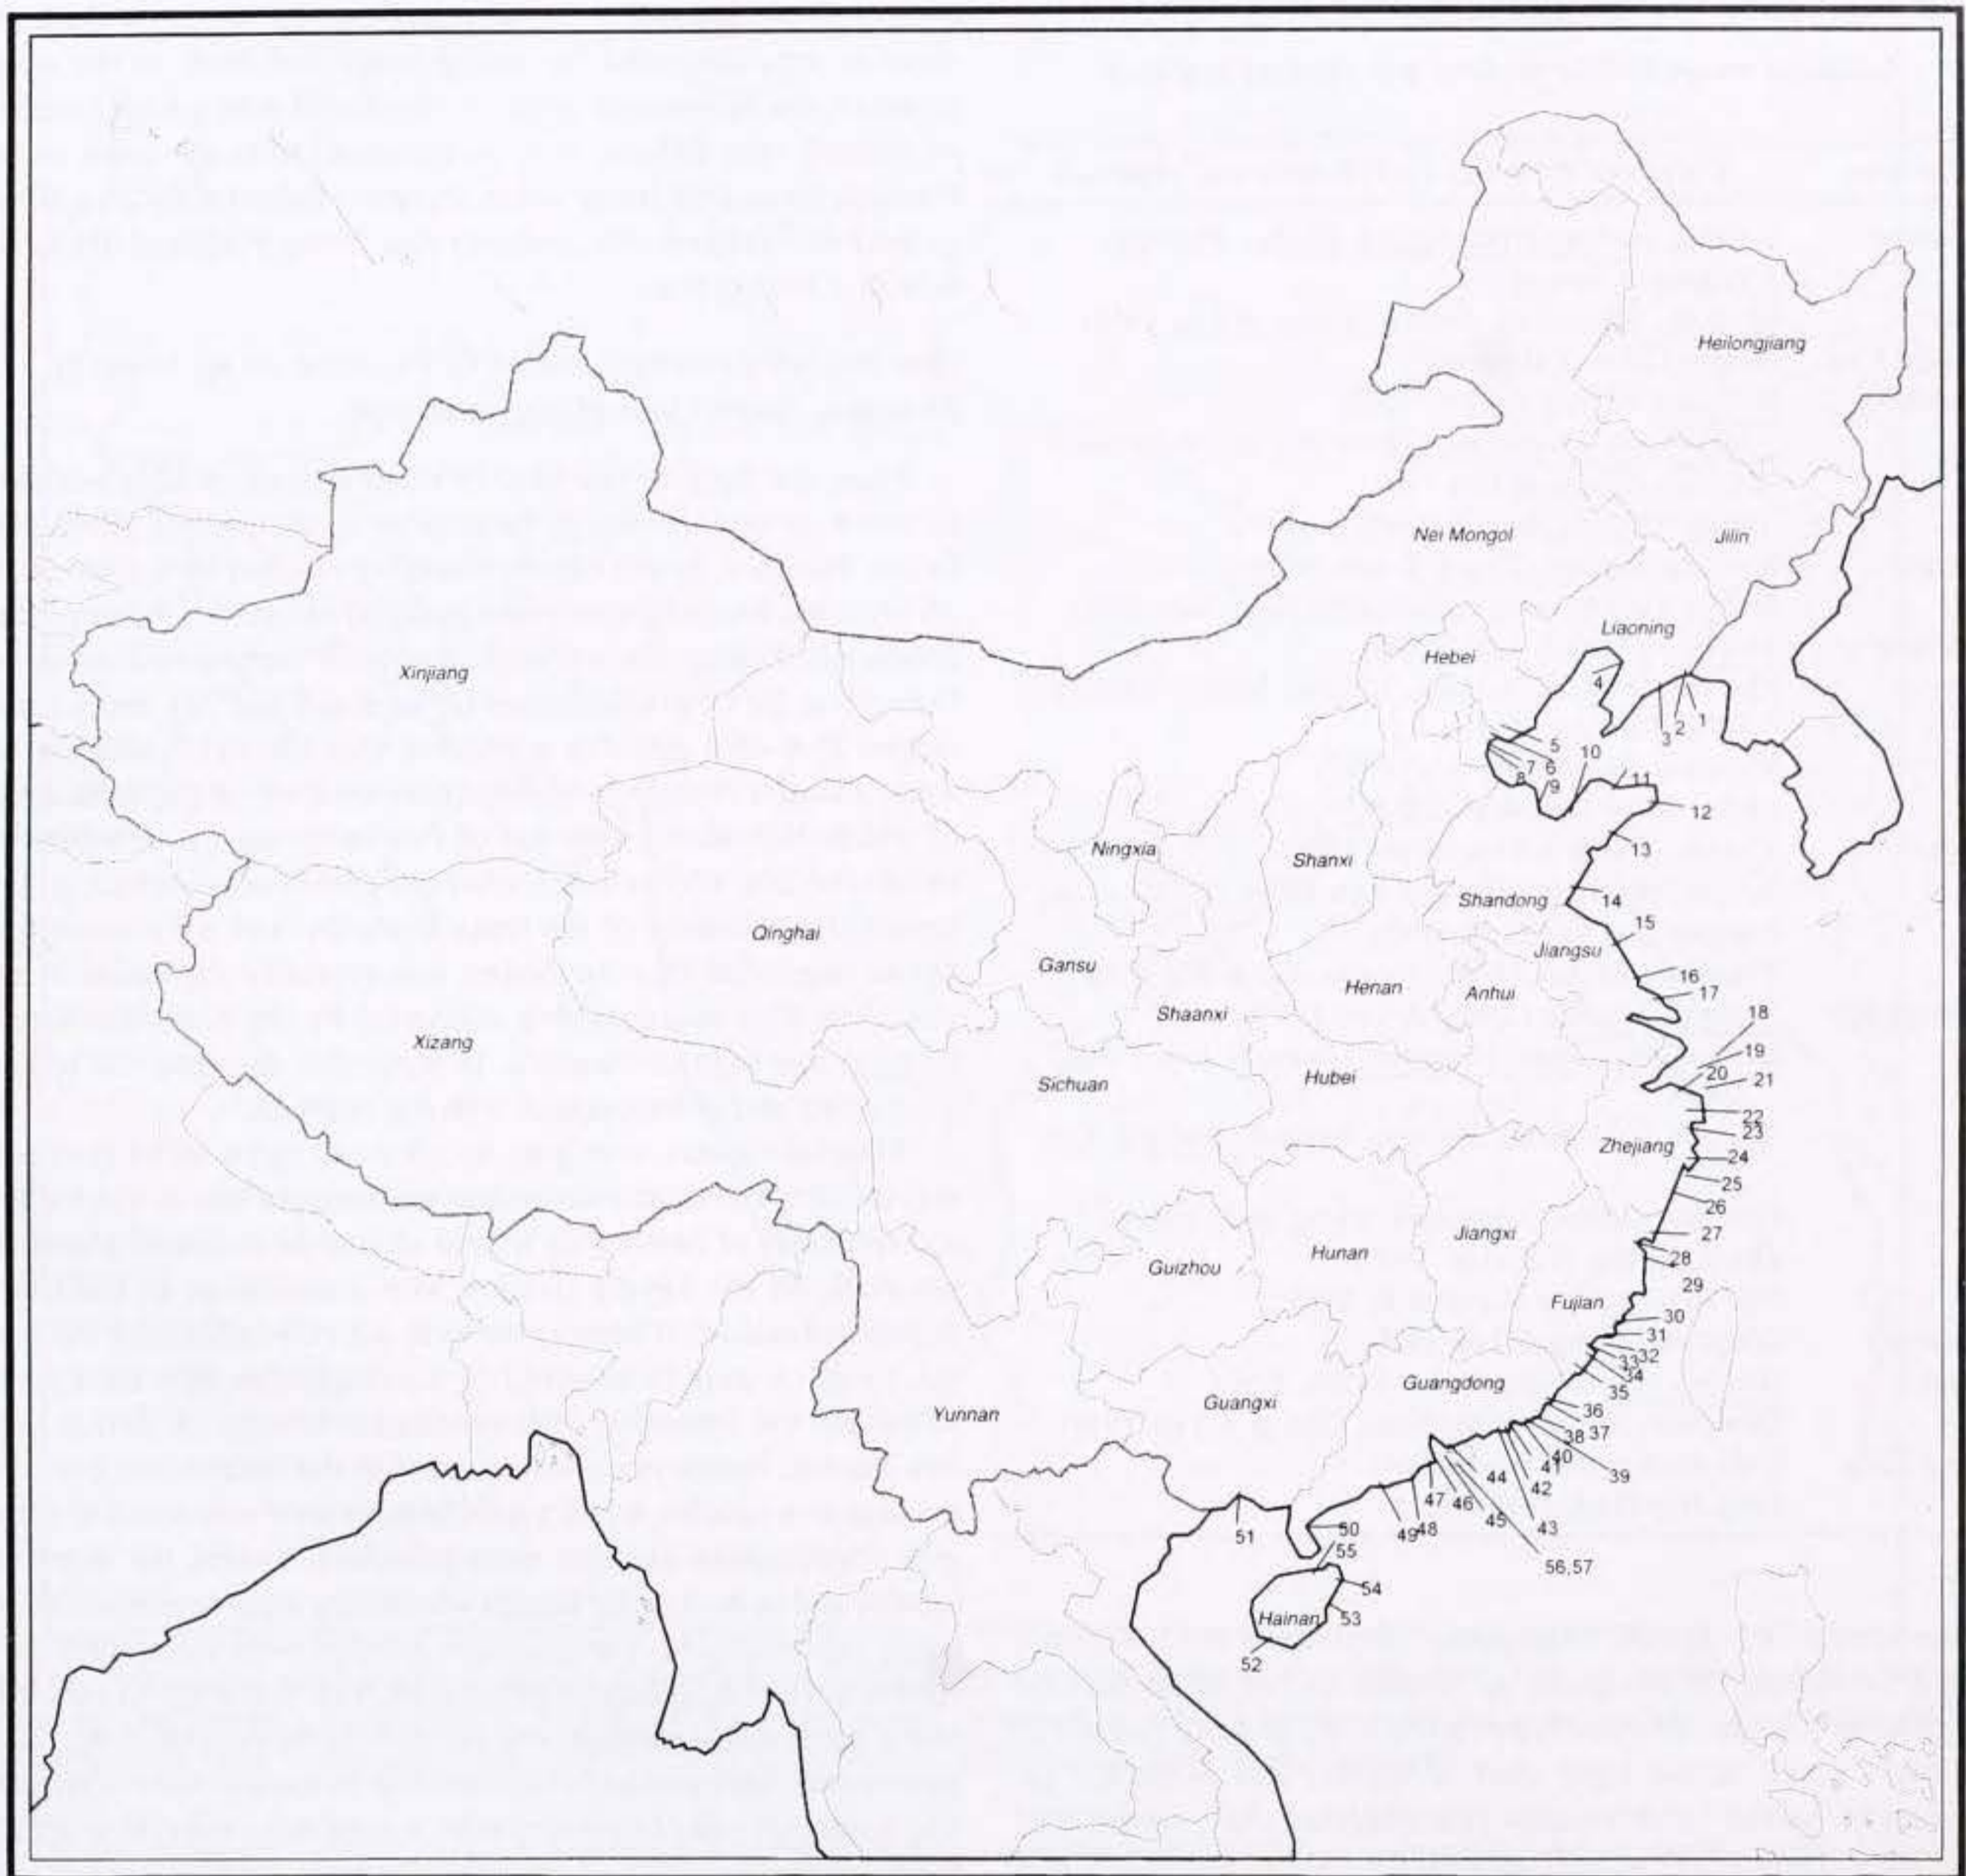 Heilongjiang
Nei Mongol
Jilin
Liaoning
Hebei
Xinjiang
4
1
2
3
5
10
6
7
8
9
11
12
13
Ningxia
Shanxi
Shandong
14
15
Qinghai
Jiangsu
Gansu
16
Henan
Anhui
17
Shaanxi
18
Xizang
19
20
21
Sichuan
Hubei
22
23
Zhejiang
24
25
26
27
Jiangxi
Hunan
28
Guizhou
29
Fujian
30
31
32
33
34
35
Guangdong
Guangxi
Yunnan
36
37
38
40
41
39
44
42
47
46
45
43
49
48
50
51
55
56,57
54
Hainan
53
52